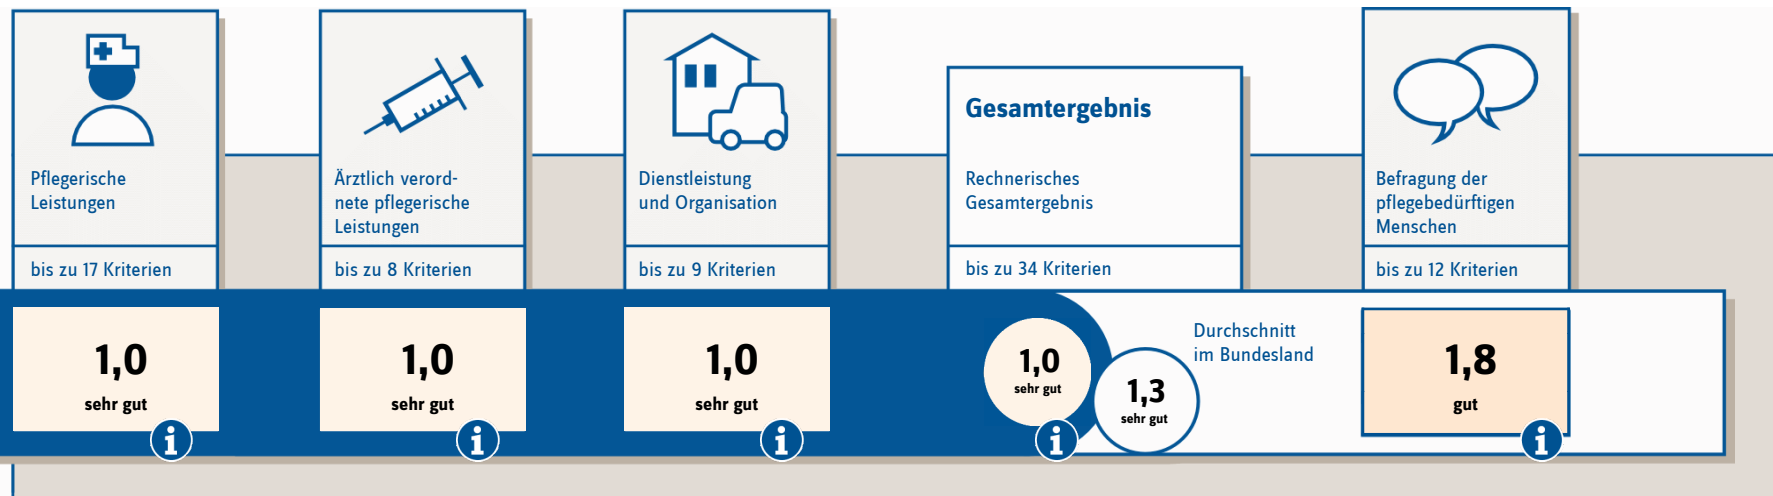 Pflegerische
Leistungen
bis zu 17 Kriterien
1,0
sehr gut
i
Ärztlich verord-
nete pflegerische
Leistungen
bis zu 8 Kriterien
1,0
sehr gut
i
Dienstleistung
und Organisation
bis zu 9 Kriterien
1,0
sehr gut
i
Gesamtergebnis
Rechnerisches
Gesamtergebnis
bis zu 34 Kriterien
1,0
sehr gut
i
1,3
sehr gut
Durchschnitt
im Bundesland
Befragung der
pflegebedürftigen
Menschen
bis zu 12 Kriterien
1,8
gut
i